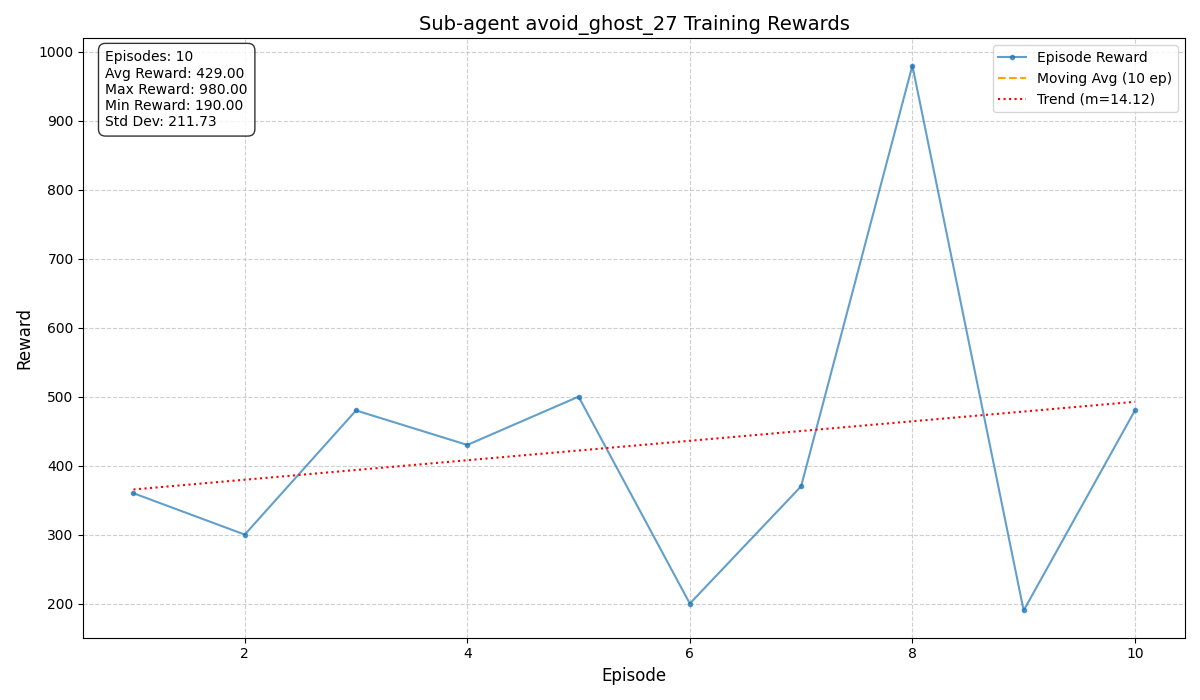 Sub-agent avoid_ghost_27 Training Rewards
Episodes: 10
Avg Reward: 429.00
Max Reward: 980.00
Min Reward: 190.00
Std Dev: 211.73
Episode Reward
Moving Avg (10 ep)
Trend (m=14.12)
Reward
1000
900
800
700
600
500
400
300
200
2
4
6
8
10
Episode